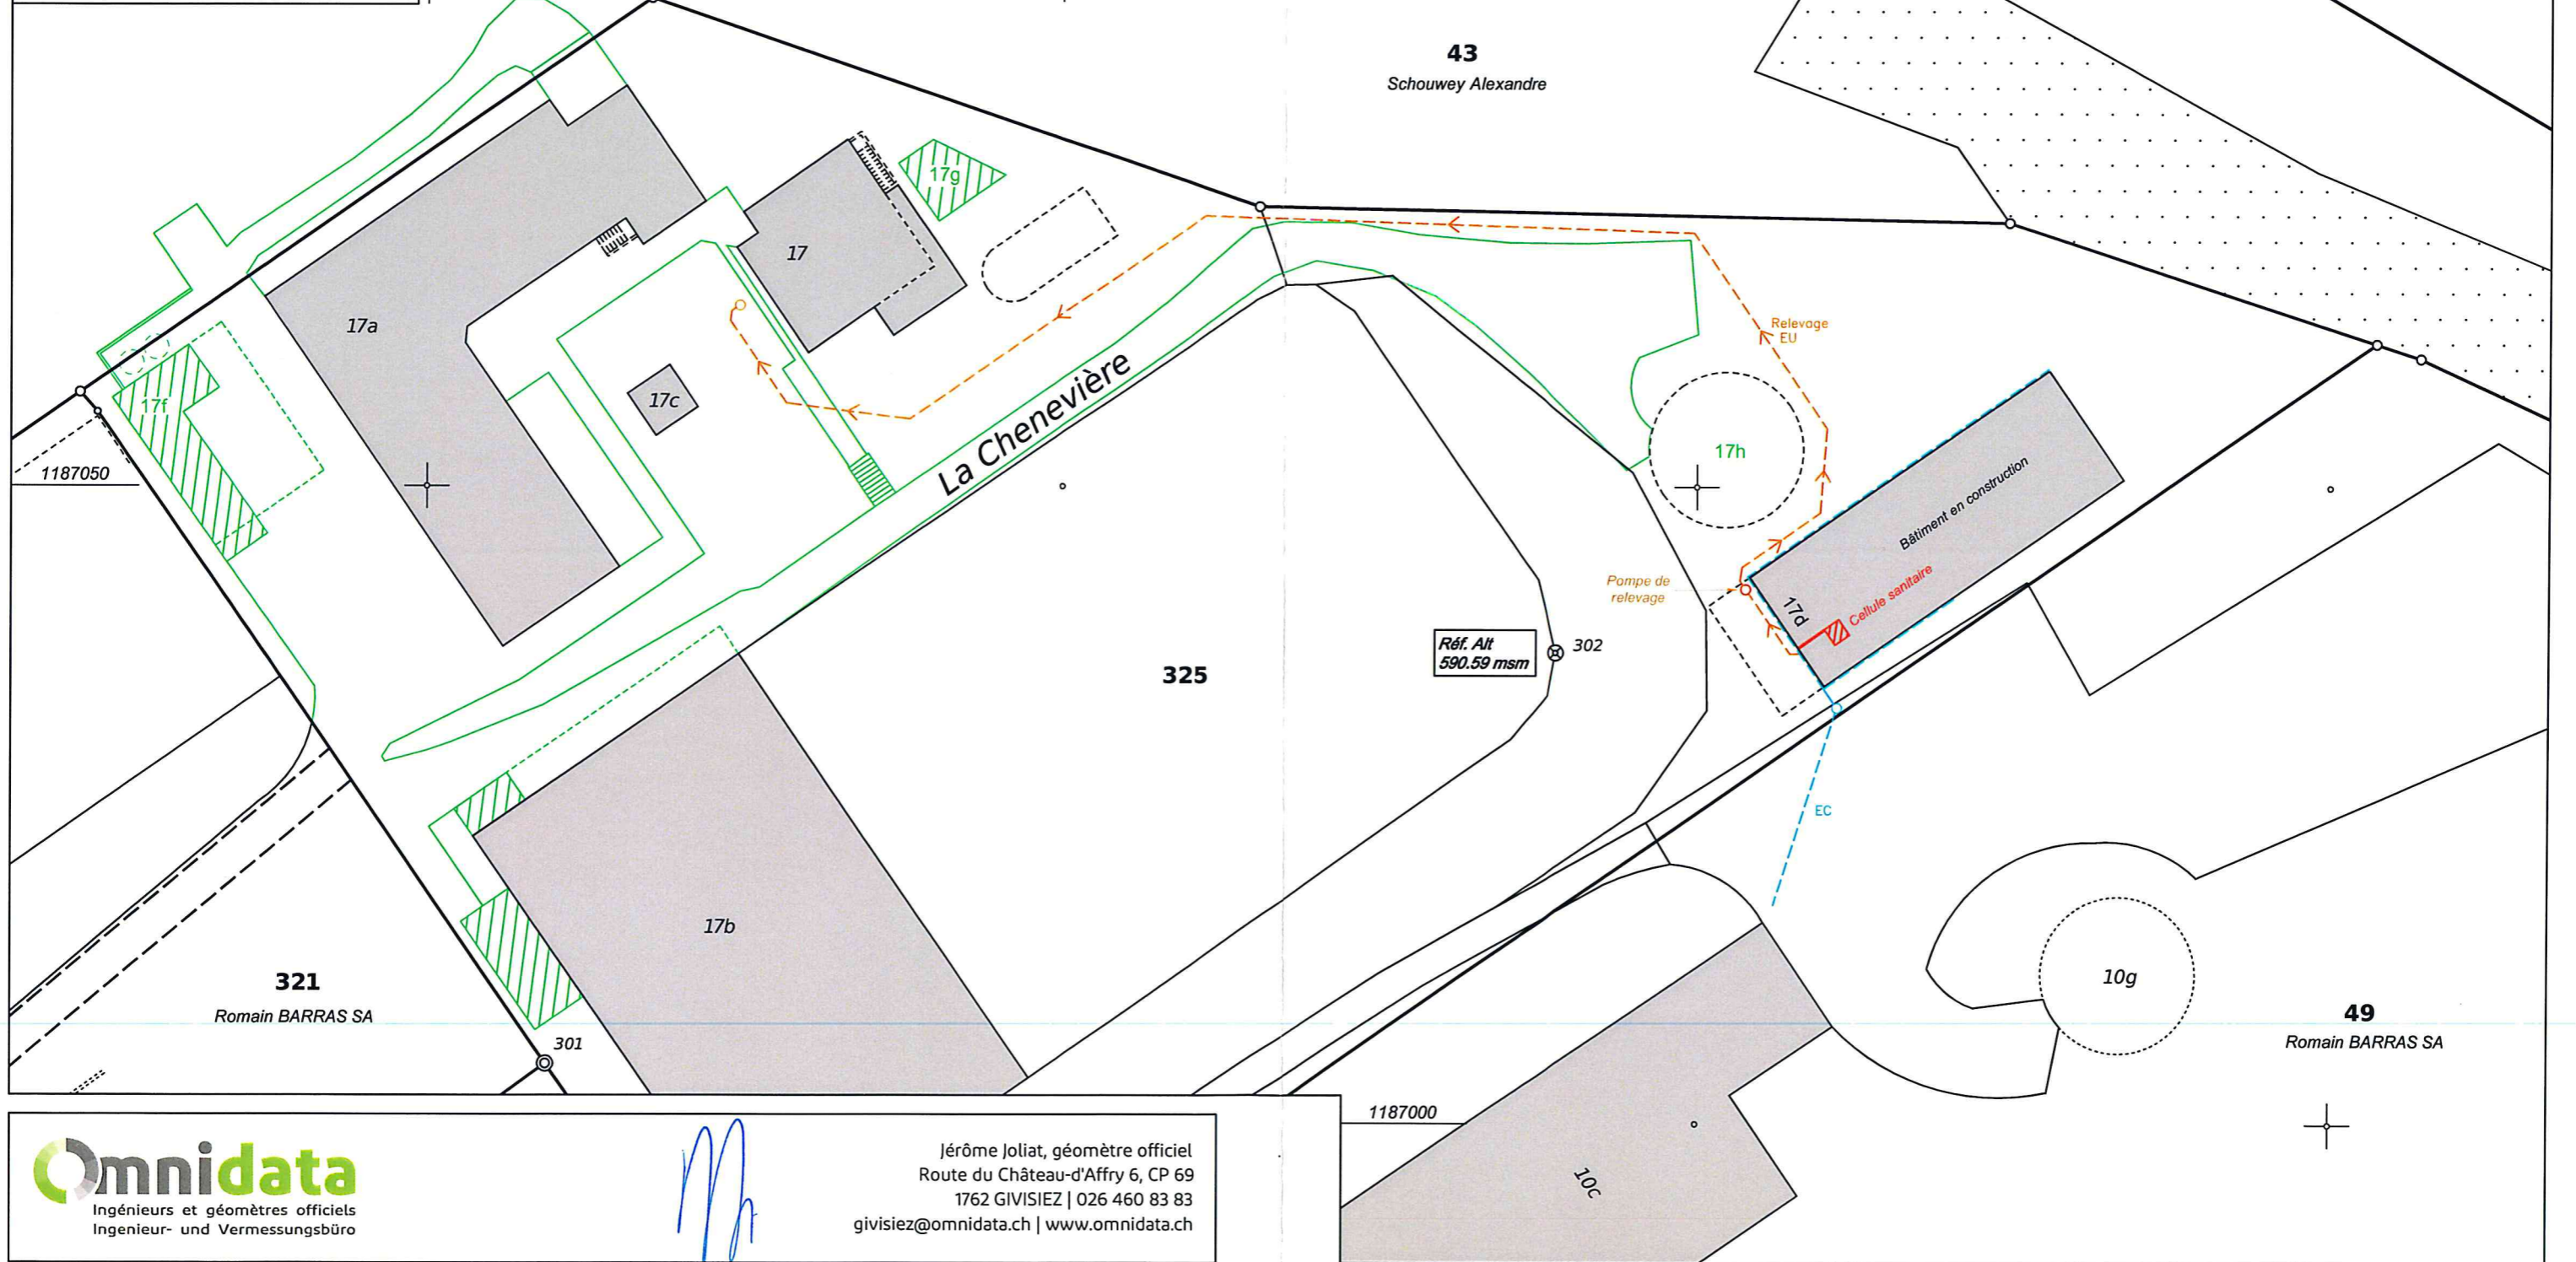 43
Schouwey Alexandre
17g
17
17a
Relevage
EU
17c
17f
La Chenevière
1187050
17h
Bâtiment en construction
Pompe de
relevage
17d
Cellule sanitaire
Réf. Alt
590.59 msm
302
325
EC
17b
321
Romain BARRAS SA
10g
49
Romain BARRAS SA
301
1187000
10c
Omnidata
Ingénieurs et géomètres officiels
Ingenieur- und Vermessungsbüro
Jérôme Joliat, géomètre officiel
Route du Château-d'Affry 6, CP 69
1762 GIVISIEZ | 026 460 83 83
givisiez@omnidata.ch | www.omnidata.ch